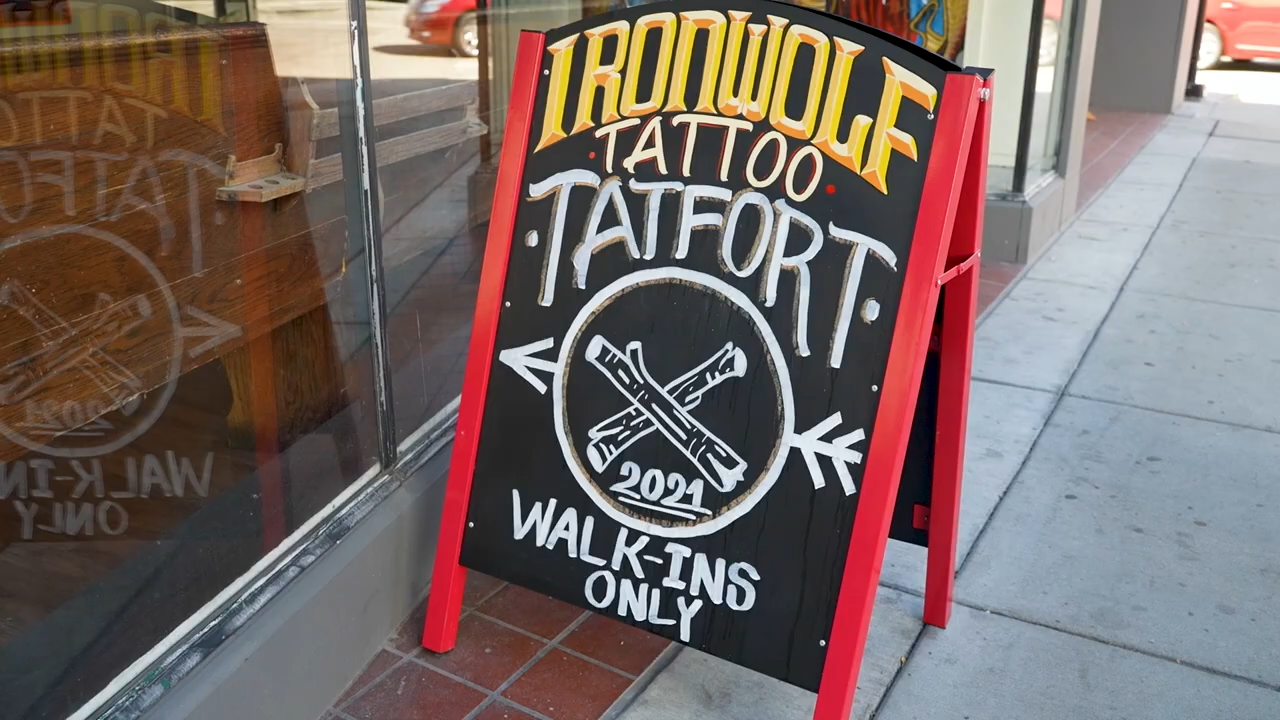 IRONWOLF
TATTOO
·TATFORT·
2021
WALK-INS
ONLY